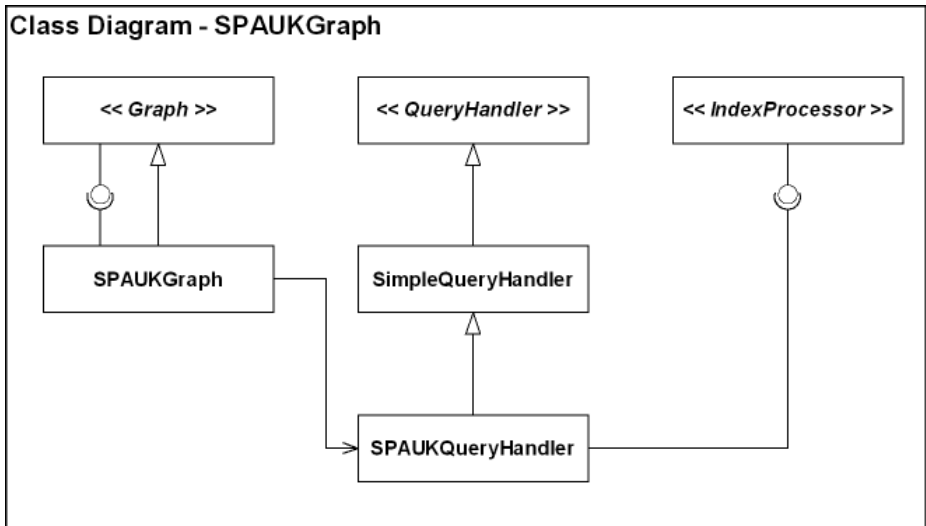 Class Diagram - SPAUKGraph
<< Graph >>
<< QueryHandler >>
<< IndexProcessor >>
SPAUKGraph
SimpleQueryHandler
SPAUKQueryHandler